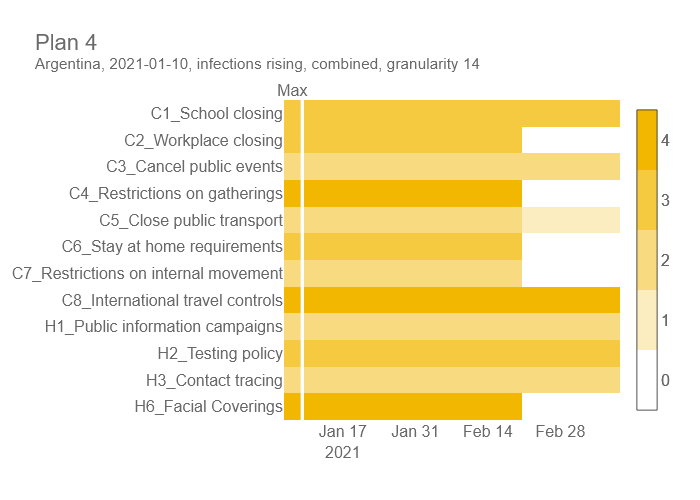 Plan 4
Argentina, 2021-01-10, infections rising, combined, granularity 14
Max
C1_School closing
C2_Workplace closing
C3_Cancel public events
C4_Restrictions on gatherings
C5_Close public transport
C6_Stay at home requirements
C7_Restrictions on internal movement
C8_International travel controls
H1_Public information campaigns
H2_Testing policy
H3_Contact tracing
H6_Facial Coverings
Jan 17 Jan 31 Feb 14 Feb 28
2021
4
3
2
1
0